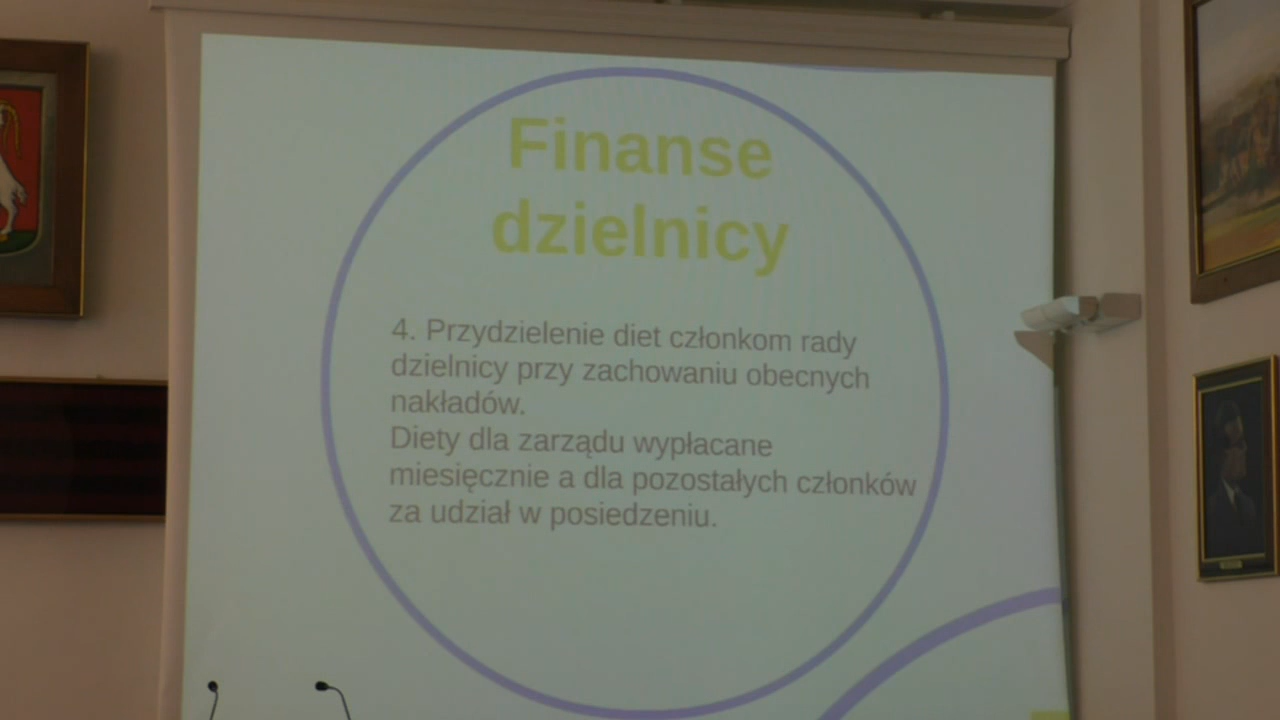 Finanse
dzielnicy
4. Przydzielenie diet członkom rady
dzielnicy przy zachowaniu obecnych
nakładów.
Diety dla zarządu wypłacane
miesięcznie a dla pozostałych członków
za udział w posiedzeniu.